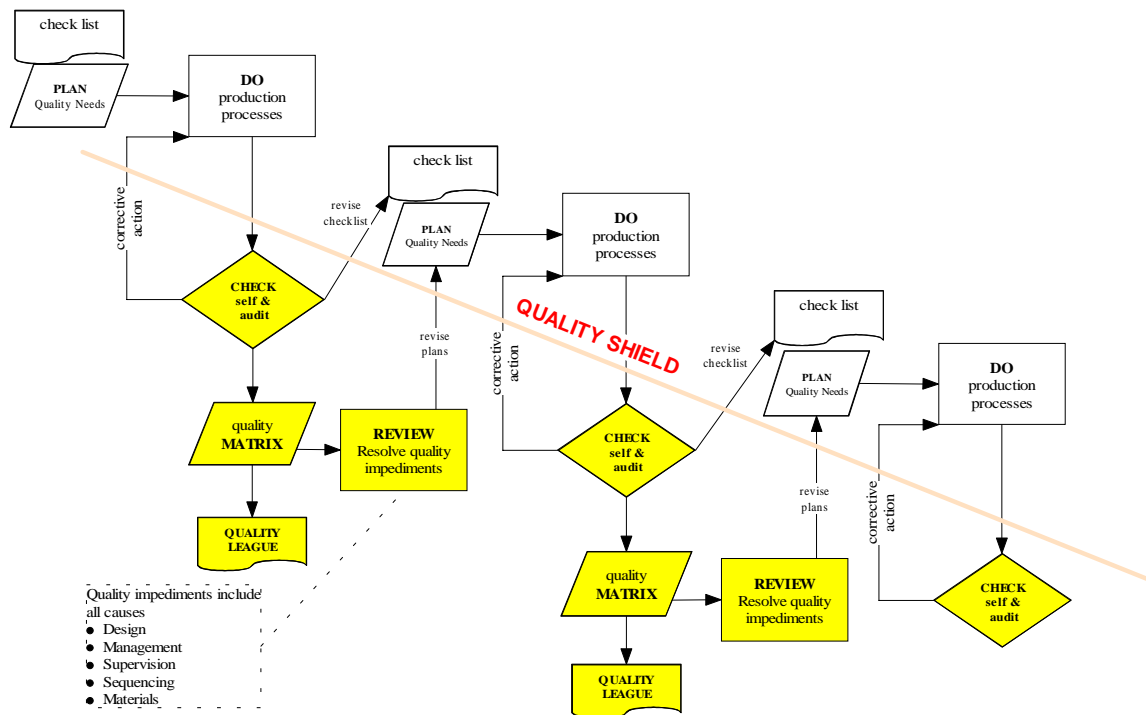 check list
PLAN
Quality Needs
DO
production
processes
corrective
action
CHECK
self &
audit
revise
checklist
quality
MATRIX
QUALITY
LEAGUE
REVIEW
Resolve quality
impediments
revise
plans
Quality impediments include
all causes
● Design
● Management
● Supervision
● Sequencing
● Materials
check list
PLAN
Quality Needs
DO
production
processes
corrective
action
QUALITY SHIELD
CHECK
self &
audit
revise
checklist
quality
MATRIX
QUALITY
LEAGUE
REVIEW
Resolve quality
impediments
revise
plans
check list
PLAN
Quality Needs
DO
production
processes
corrective
action
CHECK
self &
audit